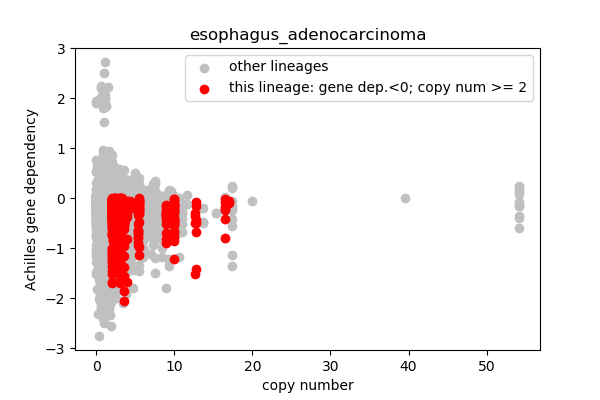 esophagus_adenocarcinoma
other lineages
this lineage: gene dep.<0; copy num >= 2
Achilles gene dependency
3
2
1
0
−1
−2
−3
0
10
20
30
40
50
copy number